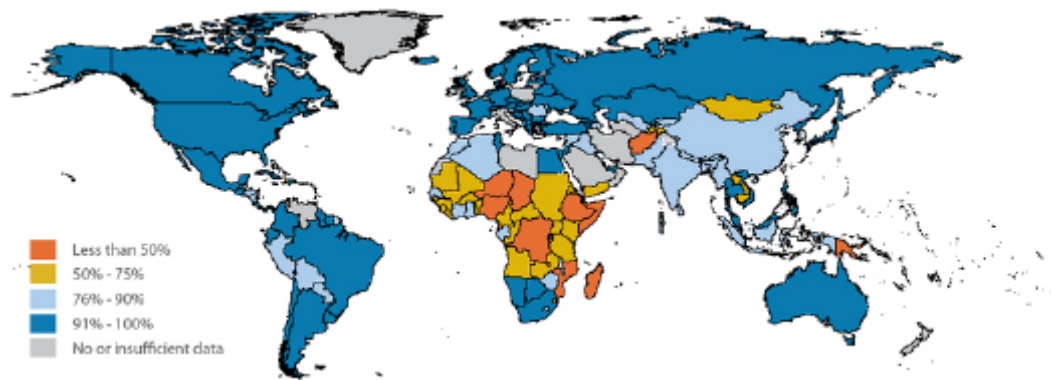 Less than 50%
50% - 75%
76% - 90%
91% - 100%
No or insufficient data